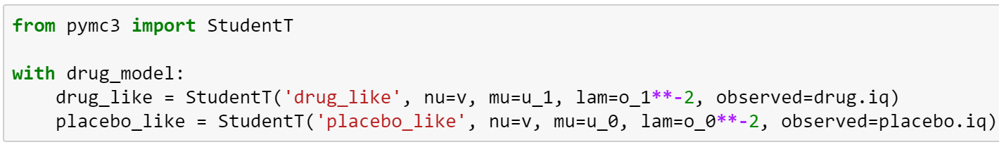 from pymc3 import StudentT
with drug_model:
    drug_like = StudentT('drug_like', nu=v, mu=u_1, lam=o_1**-2, observed=drug.iq)
    placebo_like = StudentT('placebo_like', nu=v, mu=u_0, lam=o_0**-2, observed=placebo.iq)